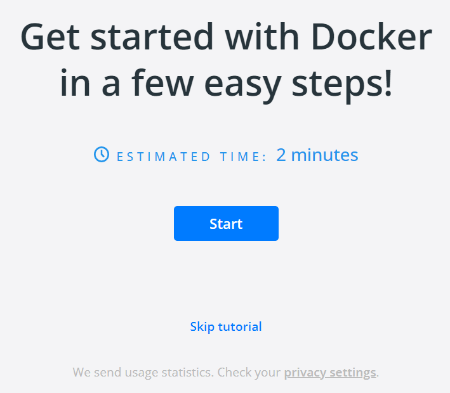 Get started with Docker
in a few easy steps!
ESTIMATED TIME: 2 minutes
Start
Skip tutorial
We send usage statistics. Check your privacy settings.